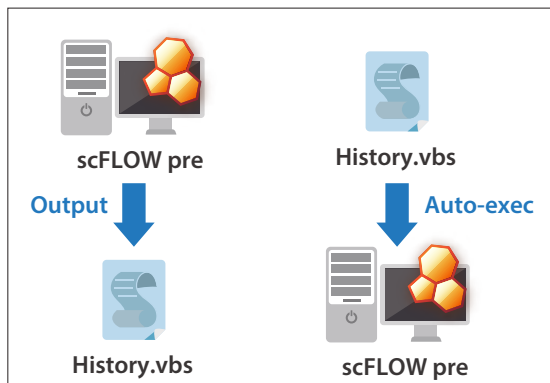 scFLOW pre
Output
History.vbs
History.vbs
Auto-exec
scFLOW pre